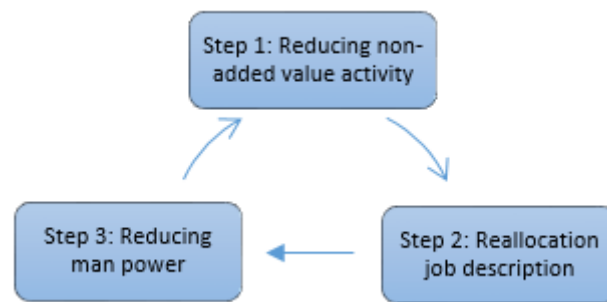 Step 1: Reducing non-
added value activity
Step 3: Reducing
man power
Step 2: Reallocation
job description